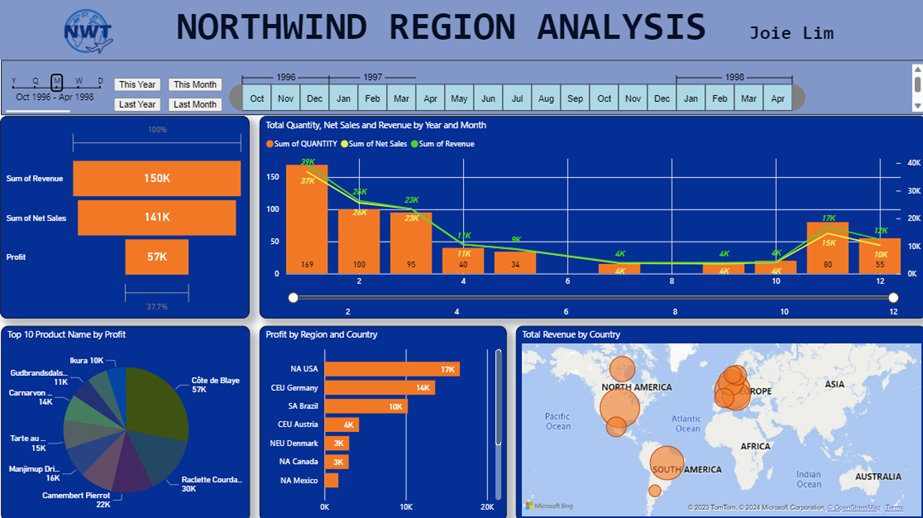 NWT
NORTHWIND REGION ANALYSIS
Joie Lim
Y Q M W D
Oct 1996 - Apr 1998
This Year This Month
Last Year Last Month
1996 1997 1998
Oct Nov Dec Jan Feb Mar Apr May Jun Jul Aug Sep Oct Nov Dec Jan Feb Mar Apr
100%
Sum of Revenue 150K
Sum of Net Sales 141K
Profit 57K
37.7%
Total Quantity, Net Sales and Revenue by Year and Month
Sum of QUANTITY Sum of Net Sales Sum of Revenue
150 100 50 0
40K 30K 20K 10K 0K
39K 24K 23K 11K 9K 4K 4K 4K 17K 12K
37K 26K 23K 11K 4K 4K 4K 15K 10K
169 100 95 40 34 80 55
2 4 6 8 10 12
2 4 6 8 10 12
Top 10 Product Name by Profit
Ikura 10K
Gudbrandsdals...
11K
Carnarvon ...
14K
Tarte au ...
15K
Manjimup Dri...
16K
Camembert Pierrot
22K
Raclette Courda...
30K
Côte de Blaye
57K
Profit by Region and Country
NA USA 17K
CEU Germany 14K
SA Brazil 10K
CEU Austria 4K
NEU Denmark 3K
NA Canada 3K
NA Mexico
0K 10K 20K
Total Revenue by Country
NORTH AMERICA
ROPE
ASIA
Pacific
Ocean
Atlantic
Ocean
AFRICA
SOUTH AMERICA
Indian
Ocean
AUSTRALIA
Microsoft Bing
© 2023 TomTom, © 2024 Microsoft Corporation, © OpenStreetMap Terms